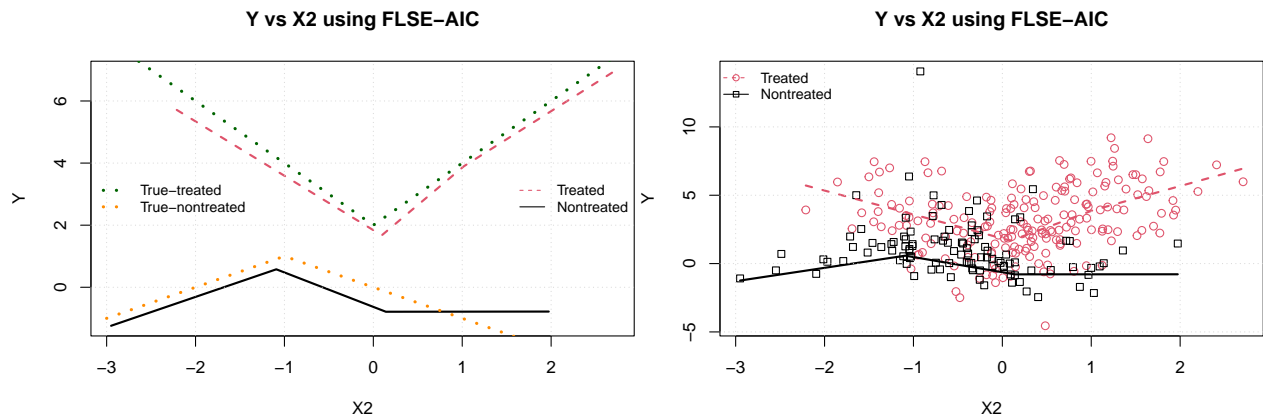 Y vs X2 using FLSE−AIC
Y
6
4
2
0
True−treated
True−nontreated
Treated
Nontreated
−3 −2 −1 0 1 2
X2
Y vs X2 using FLSE−AIC
Y
10
5
0
−5
Treated
Nontreated
−3 −2 −1 0 1 2
X2